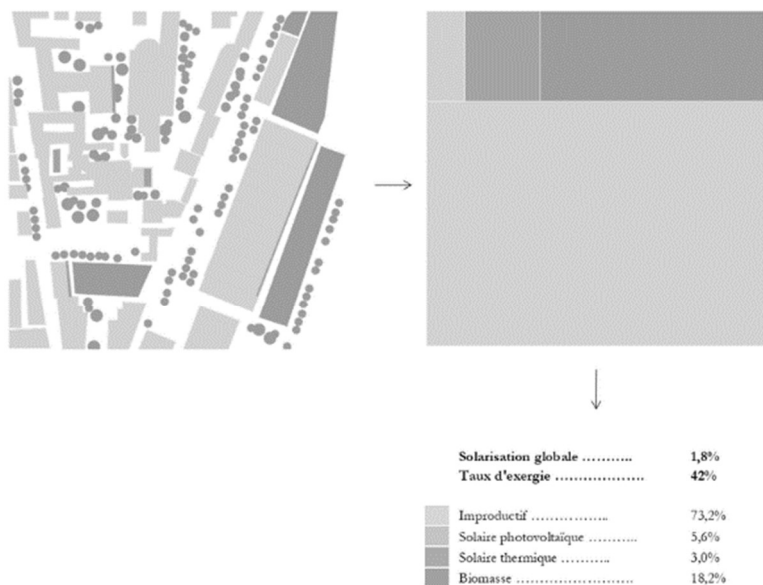 Solarisation globale ……….. 1,8%
Taux d'exergie ………………. 42%
Improductif …………….. 73,2%
Solaire photovoltaïque ……….. 5,6%
Solaire thermique ……….. 3,0%
Biomasse …………………… 18,2%